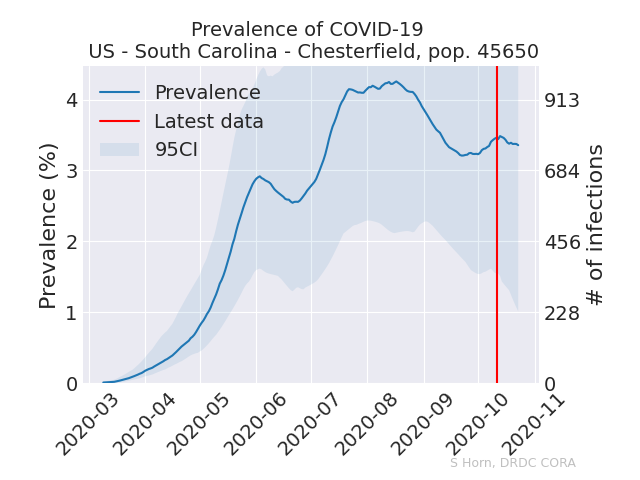 Prevalence of COVID-19
US - South Carolina - Chesterfield, pop. 45650
Prevalence (%)
4
3
2
1
0
Prevalence
Latest data
95CI
913
684
456
228
0
# of infections
2020-03
2020-04
2020-05
2020-06
2020-07
2020-08
2020-09
2020-10
2020-11
S Horn, DRDC CORA